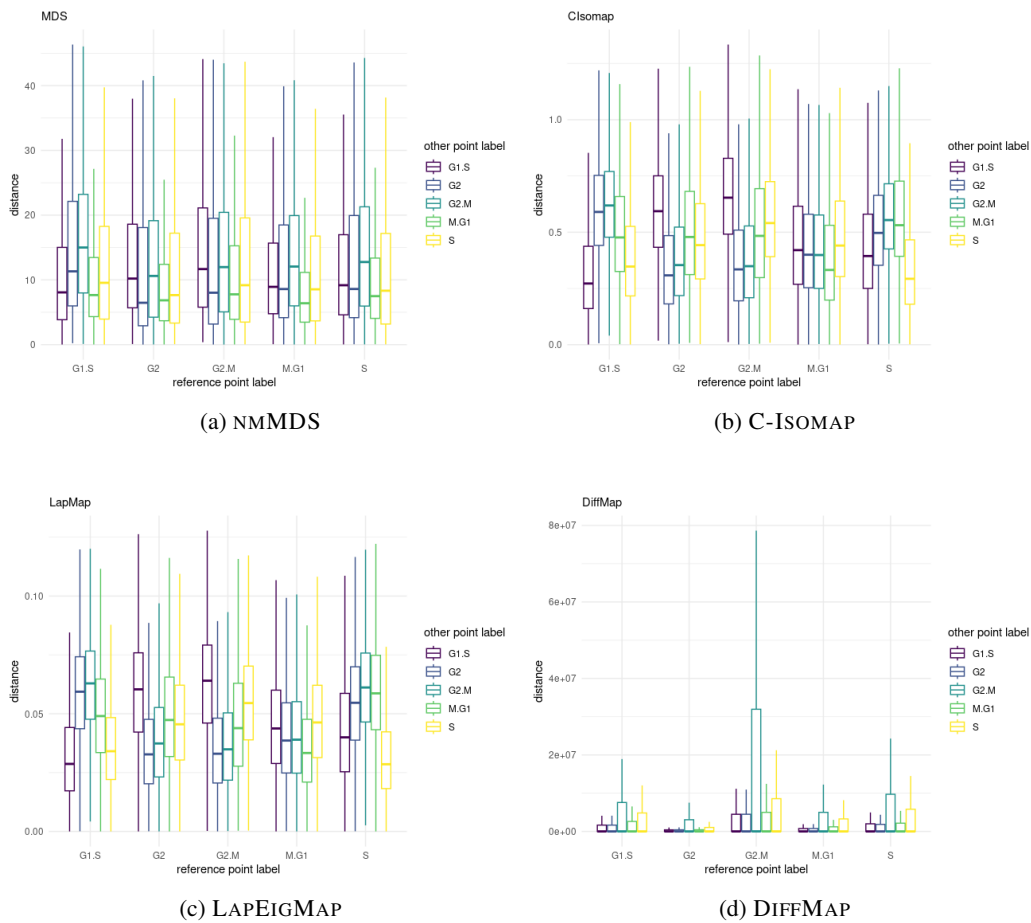 MDS
distance
0
10
20
30
40
G1.S
G2
G2.M
M.G1
S
reference point label
other point label
G1.S
G2
G2.M
M.G1
S
(a) NMMDS
CIsomap
distance
0.0
0.5
1.0
G1.S
G2
G2.M
M.G1
S
reference point label
other point label
G1.S
G2
G2.M
M.G1
S
(b) C-ISOMAP
LapMap
distance
0.00
0.05
0.10
G1.S
G2
G2.M
M.G1
S
reference point label
other point label
G1.S
G2
G2.M
M.G1
S
(c) LAPEIGMAP
DiffMap
distance
0e+00
2e+07
4e+07
6e+07
8e+07
G1.S
G2
G2.M
M.G1
S
reference point label
other point label
G1.S
G2
G2.M
M.G1
S
(d) DIFFMAP